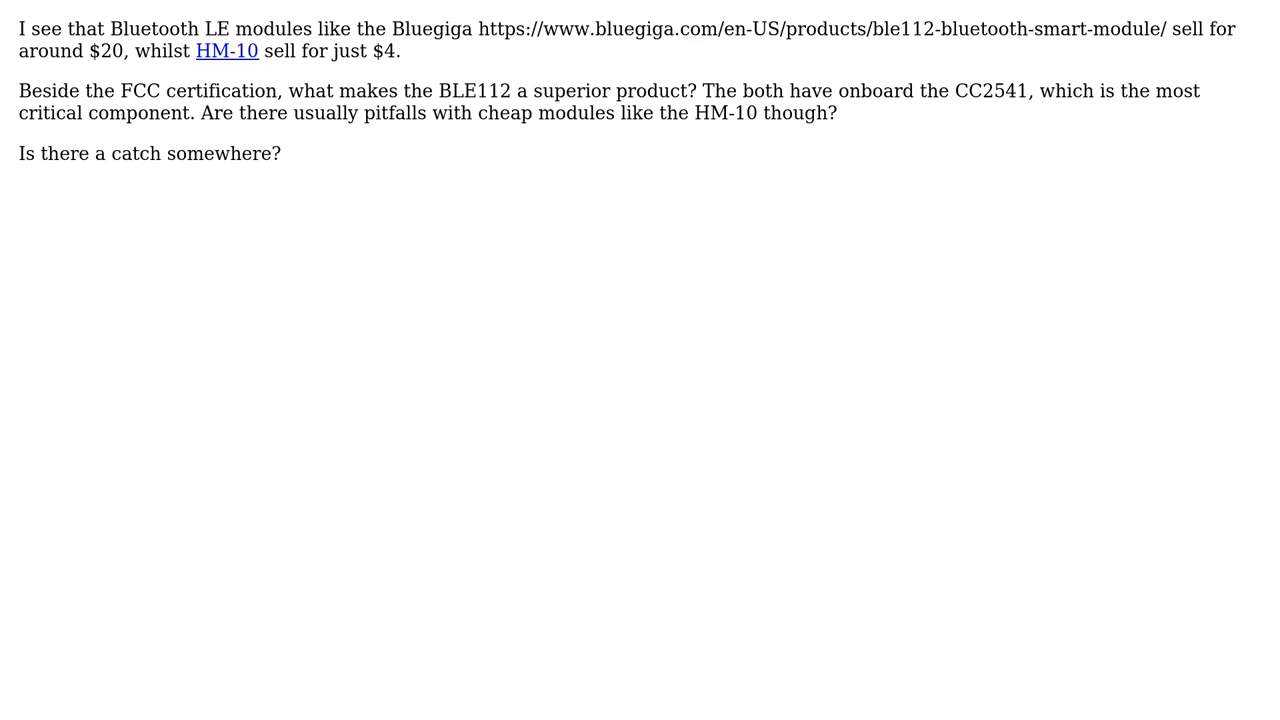 I see that Bluetooth LE modules like the Bluegiga https://www.bluegiga.com/en-US/products/ble112-bluetooth-smart-module/ sell for
around $20, whilst HM-10 sell for just $4.
Beside the FCC certification, what makes the BLE112 a superior product? The both have onboard the CC2541, which is the most
critical component. Are there usually pitfalls with cheap modules like the HM-10 though?
Is there a catch somewhere?